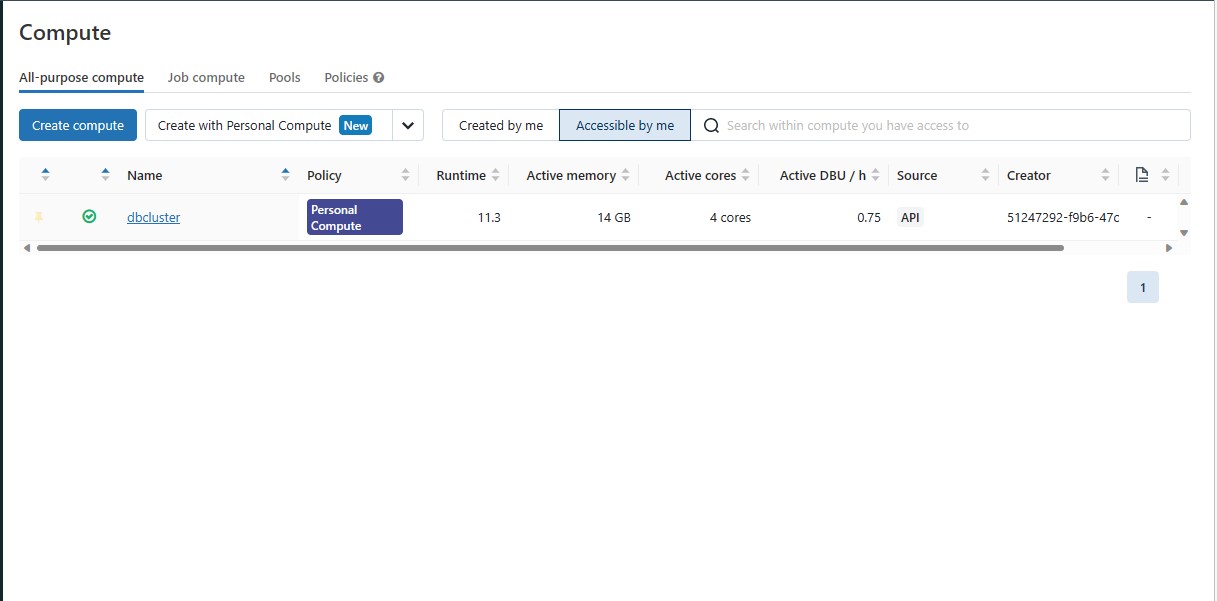 Compute
All-purpose compute Job compute Pools Policies ?
Create compute Create with Personal Compute New Created by me Accessible by me Search within compute you have access to
Name Policy Runtime Active memory Active cores Active DBU / h Source Creator
dbcluster Personal Compute 11.3 14 GB 4 cores 0.75 API 51247292-f9b6-47c -
1